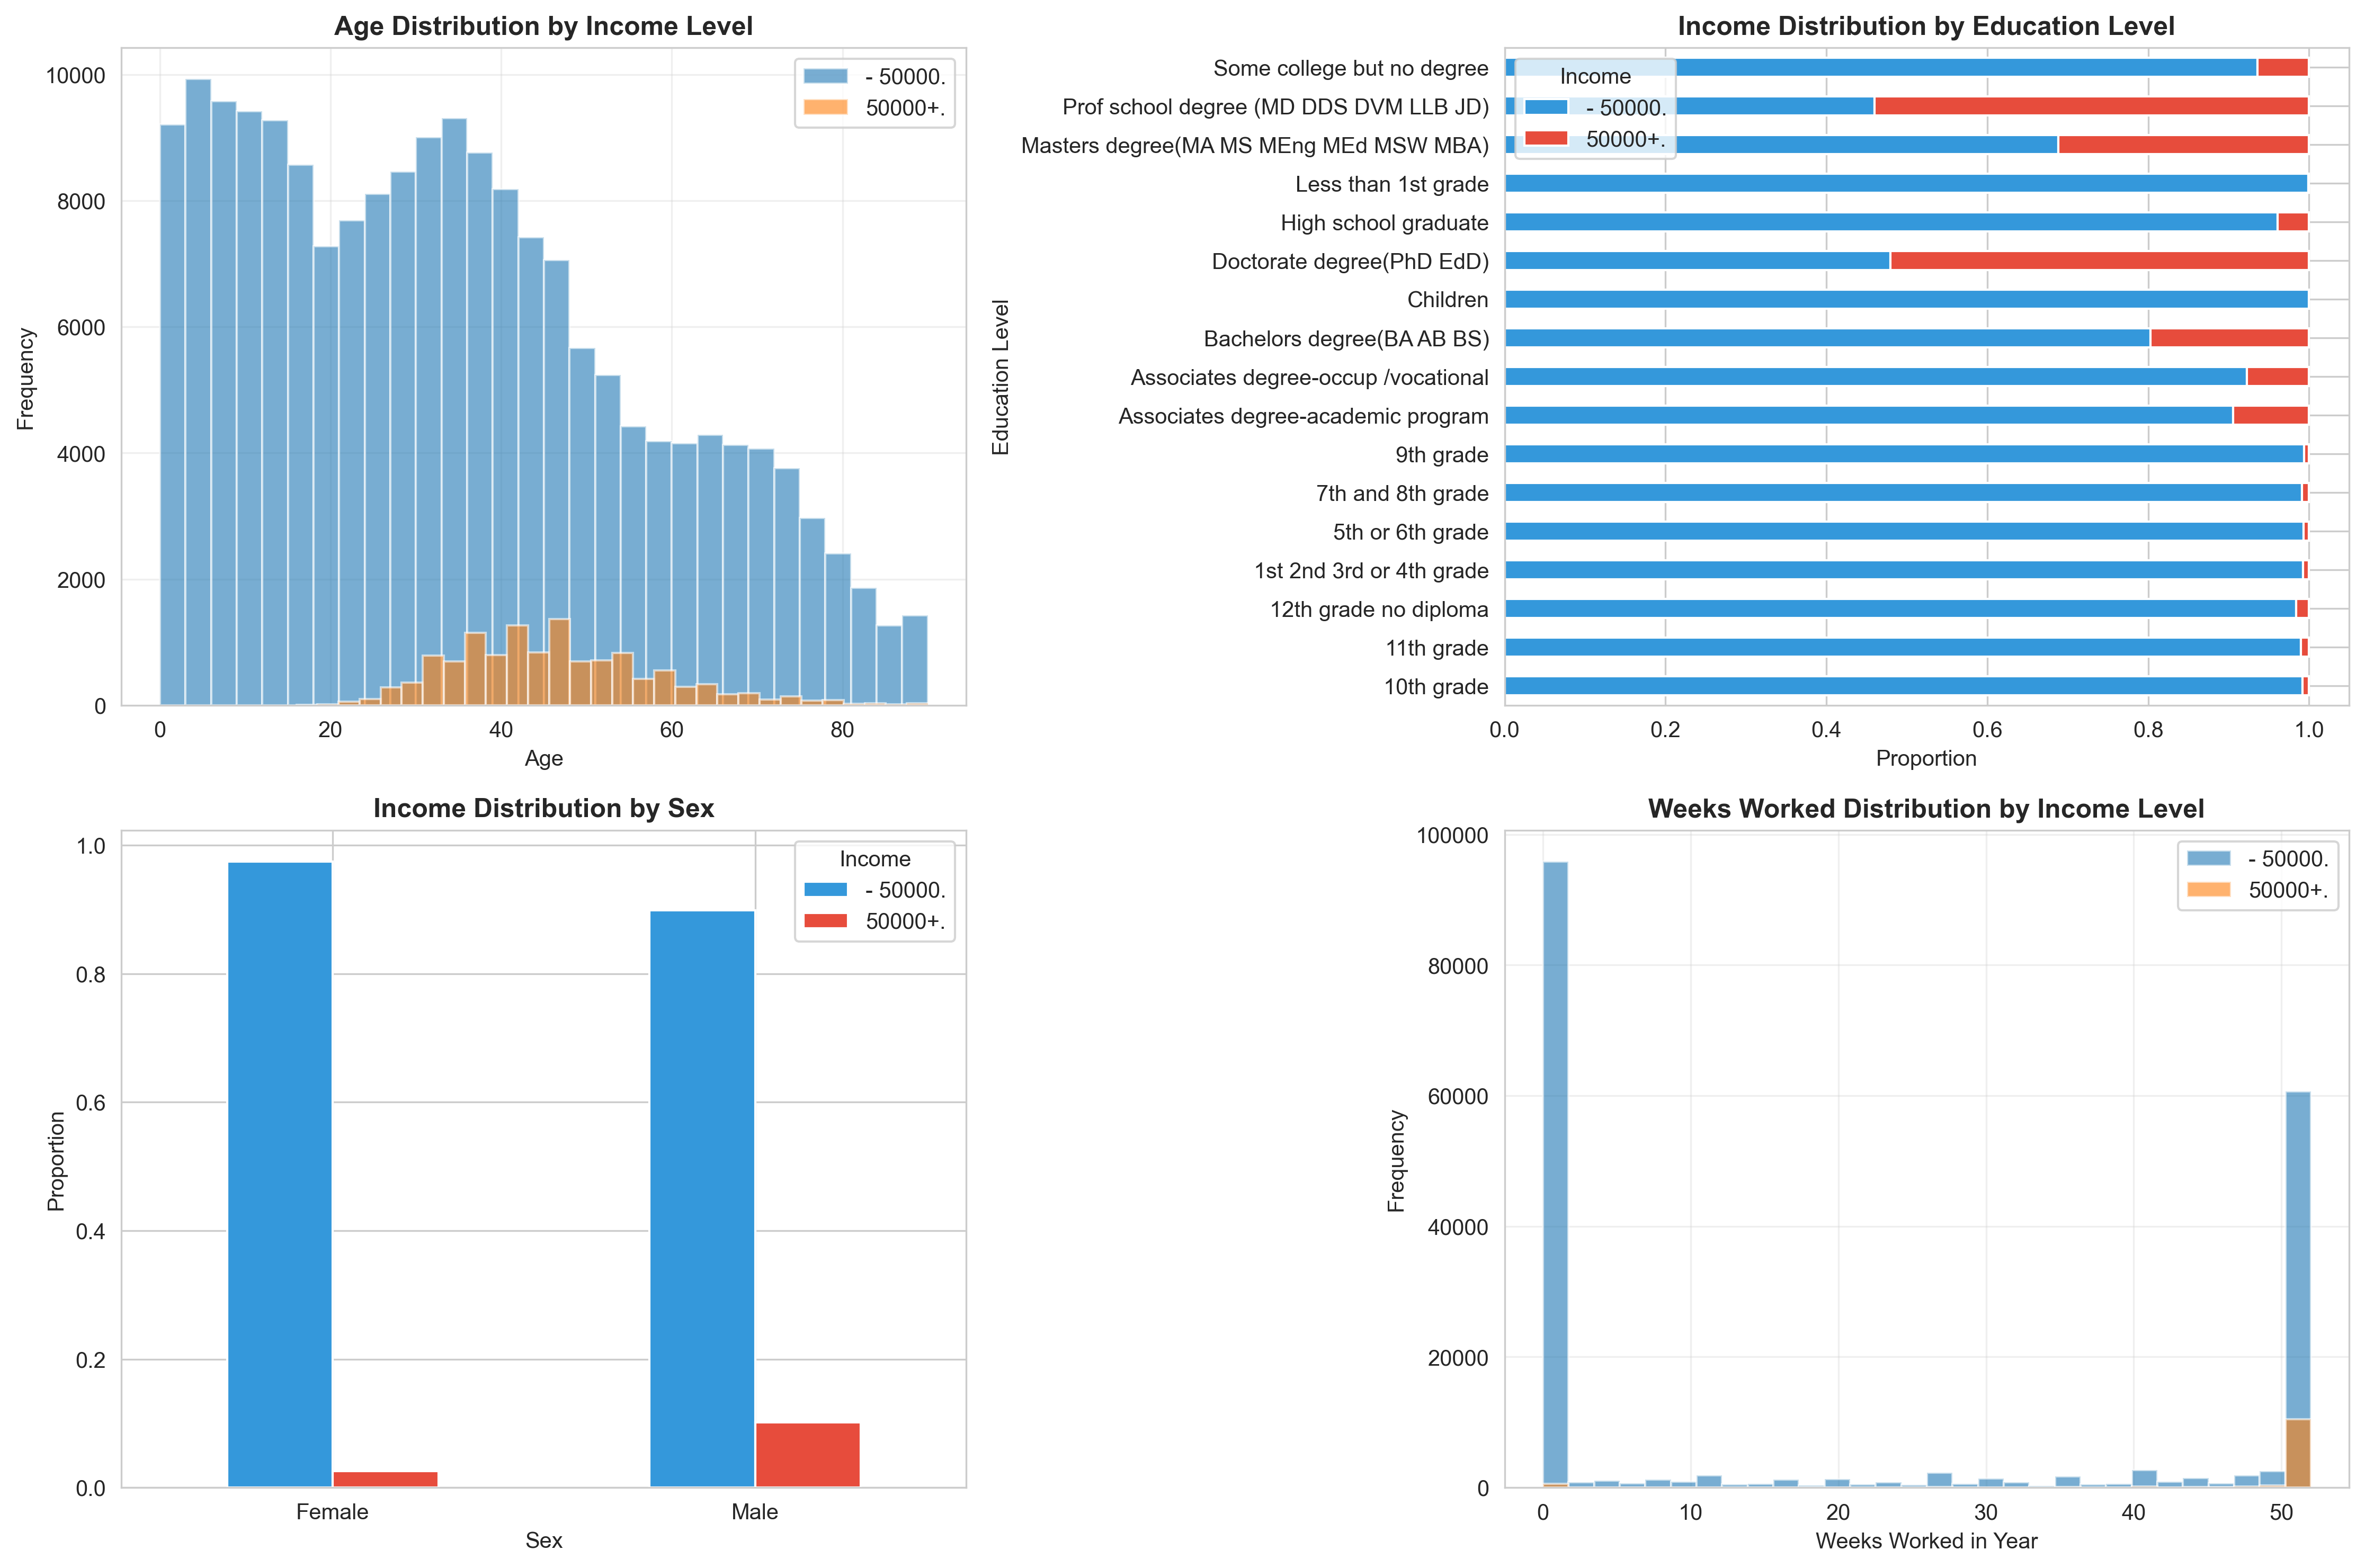 Age Distribution by Income Level
- 50000.
50000+.
10000
8000
6000
4000
2000
0
Frequency
0 20 40 60 80
Age
Income Distribution by Education Level
Income
- 50000.
50000+.
Education Level
Some college but no degree
Prof school degree (MD DDS DVM LLB JD)
Masters degree(MA MS MEng MEd MSW MBA)
Less than 1st grade
High school graduate
Doctorate degree(PhD EdD)
Children
Bachelors degree(BA AB BS)
Associates degree-occup /vocational
Associates degree-academic program
9th grade
7th and 8th grade
5th or 6th grade
1st 2nd 3rd or 4th grade
12th grade no diploma
11th grade
10th grade
0.0 0.2 0.4 0.6 0.8 1.0
Proportion
Income Distribution by Sex
Income
- 50000.
50000+.
1.0
0.8
0.6
0.4
0.2
0.0
Proportion
Female Male
Sex
Weeks Worked Distribution by Income Level
- 50000.
50000+.
100000
80000
60000
40000
20000
0
Frequency
0 10 20 30 40 50
Weeks Worked in Year